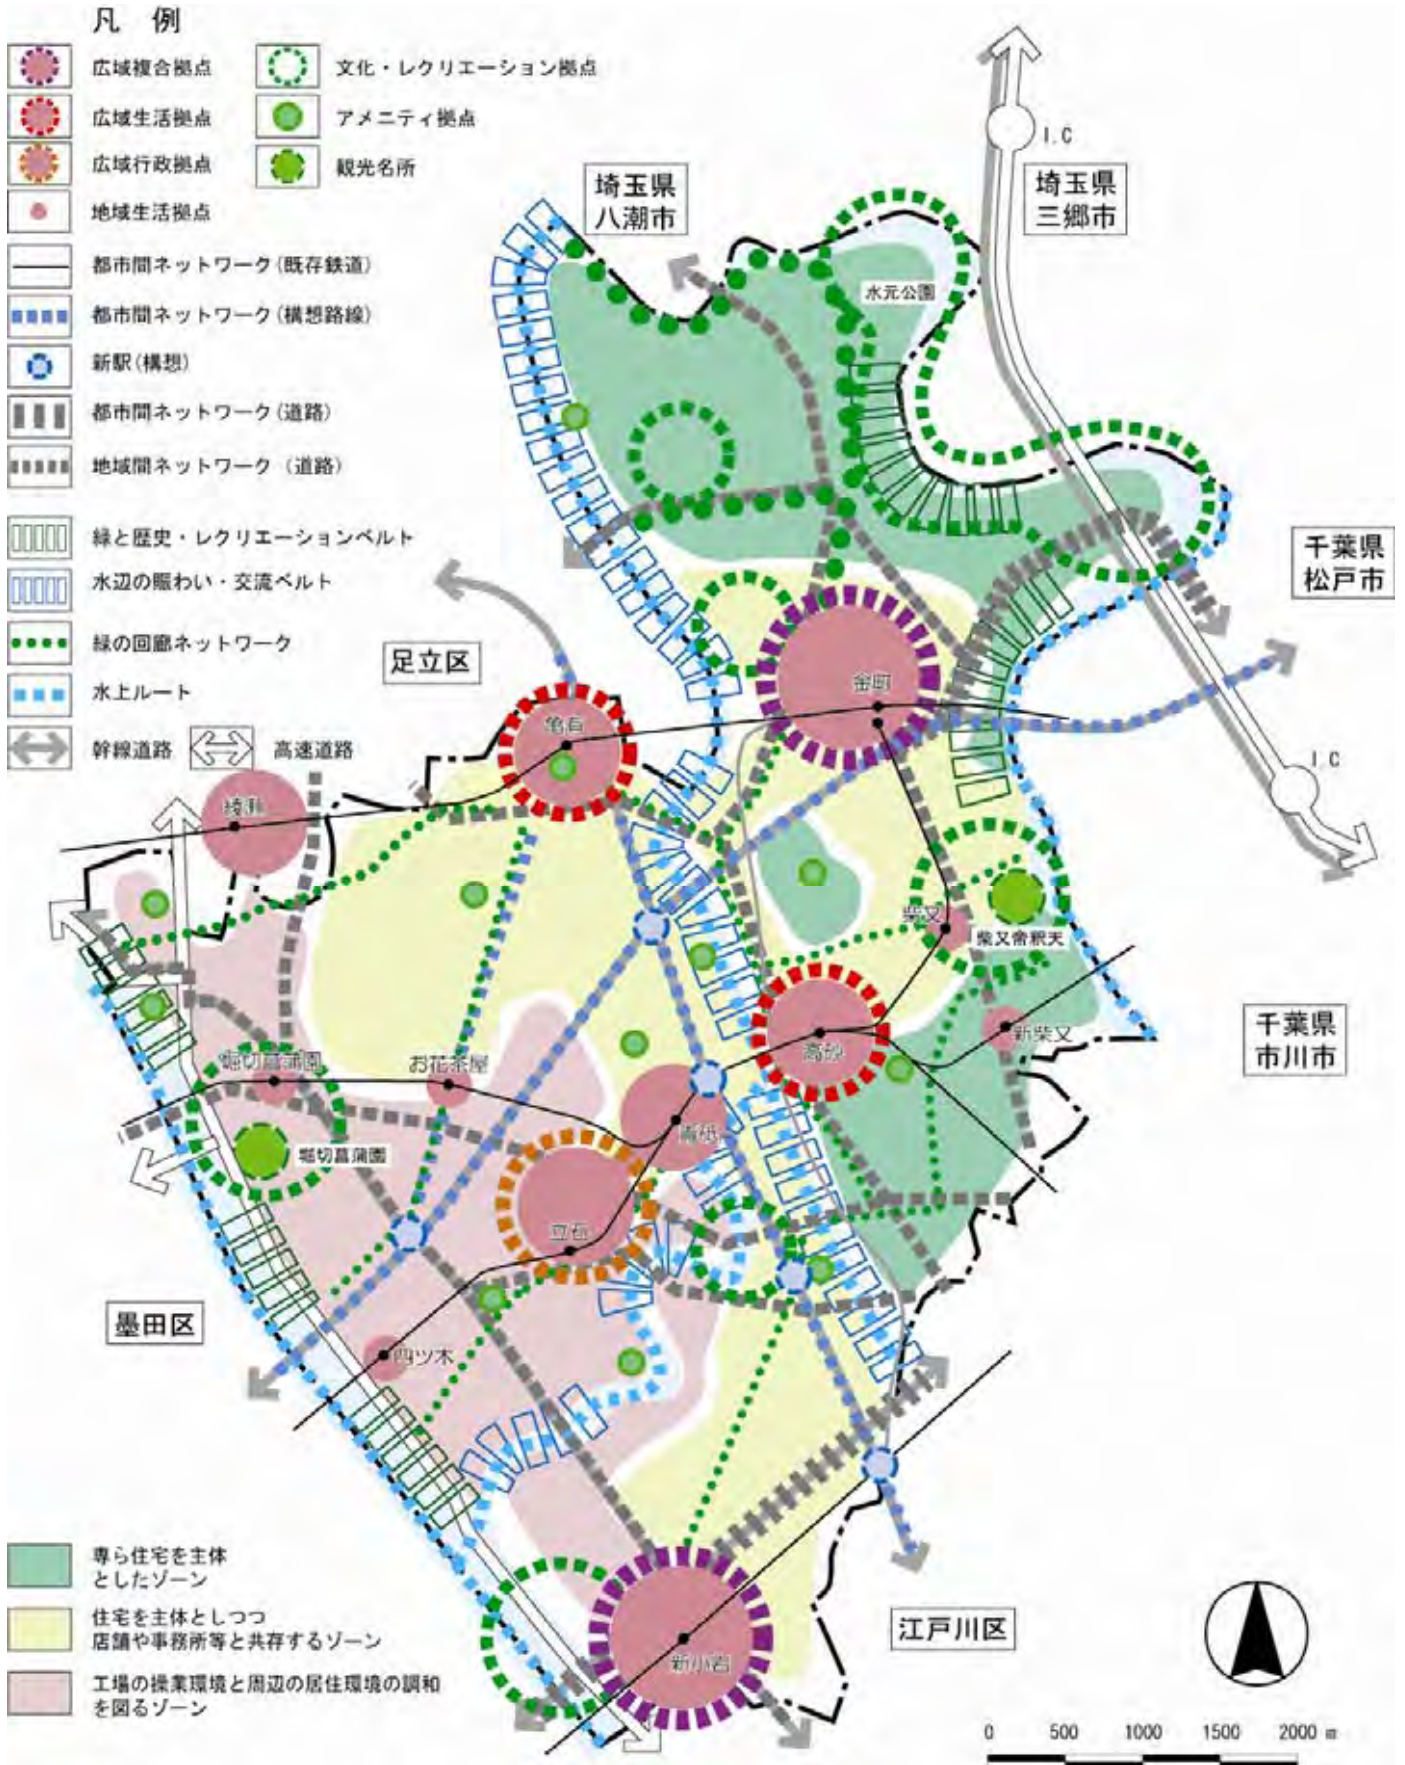 凡 例
広域複合拠点
広域生活拠点
広域行政拠点
地域生活拠点
都市間ネットワーク(既存鉄道)
都市間ネットワーク(構想路線)
新駅(構想)
都市間ネットワーク(道路)
地域間ネットワーク (道路)
緑と歴史・レクリエーションベルト
水辺の賑わい・交流ベルト
緑の回廊ネットワーク
水上ルート
幹線道路
高速道路
文化・レクリエーション拠点
アメニティ拠点
観光名所
I.C
埼玉県
八潮市
埼玉県
三郷市
水元公園
千葉県
松戸市
足立区
金町
亀有
I.C
綾瀬
柴又
柴又帝釈天
千葉県
市川市
高砂
新柴又
堀切菖蒲園
お花茶屋
青砥
堀切菖蒲園
立石
墨田区
四ツ木
新小岩
江戸川区
専ら住宅を主体
としたゾーン
住宅を主体としつつ
店舗や事務所等と共存するゾーン
工場の操業環境と周辺の居住環境の調和
を図るゾーン
0 500 1000 1500 2000 m